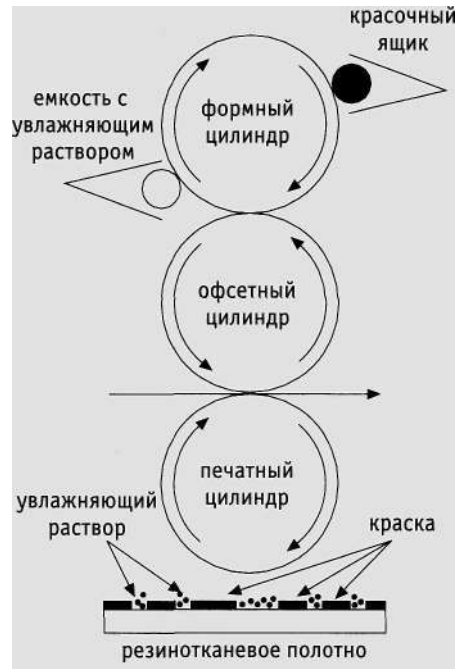 красочный
ящик
емкость с
увлажняющим
раствором
формный
цилиндр
офсетный
цилиндр
печатный
цилиндр
увлажняющий
раствор
краска
резинотканевое полотно